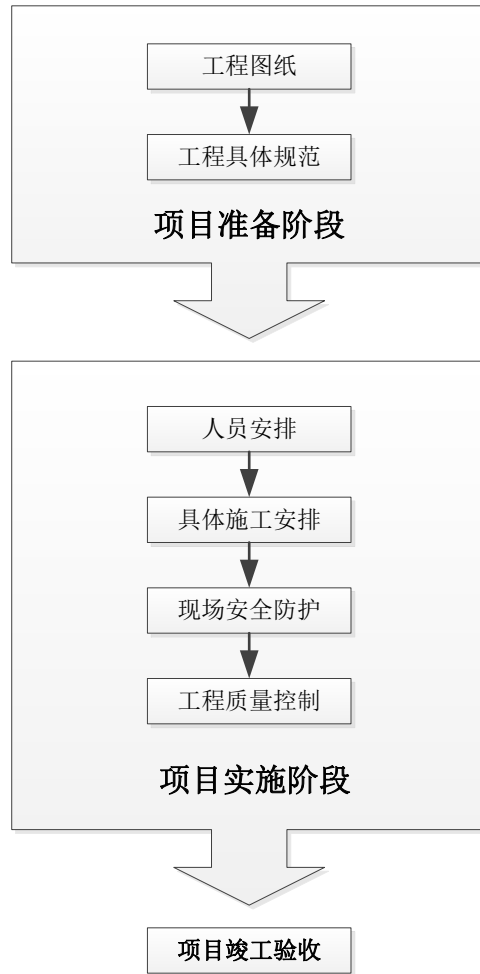 工程图纸
工程具体规范
项目准备阶段
人员安排
具体施工安排
现场安全防护
工程质量控制
项目实施阶段
项目竣工验收